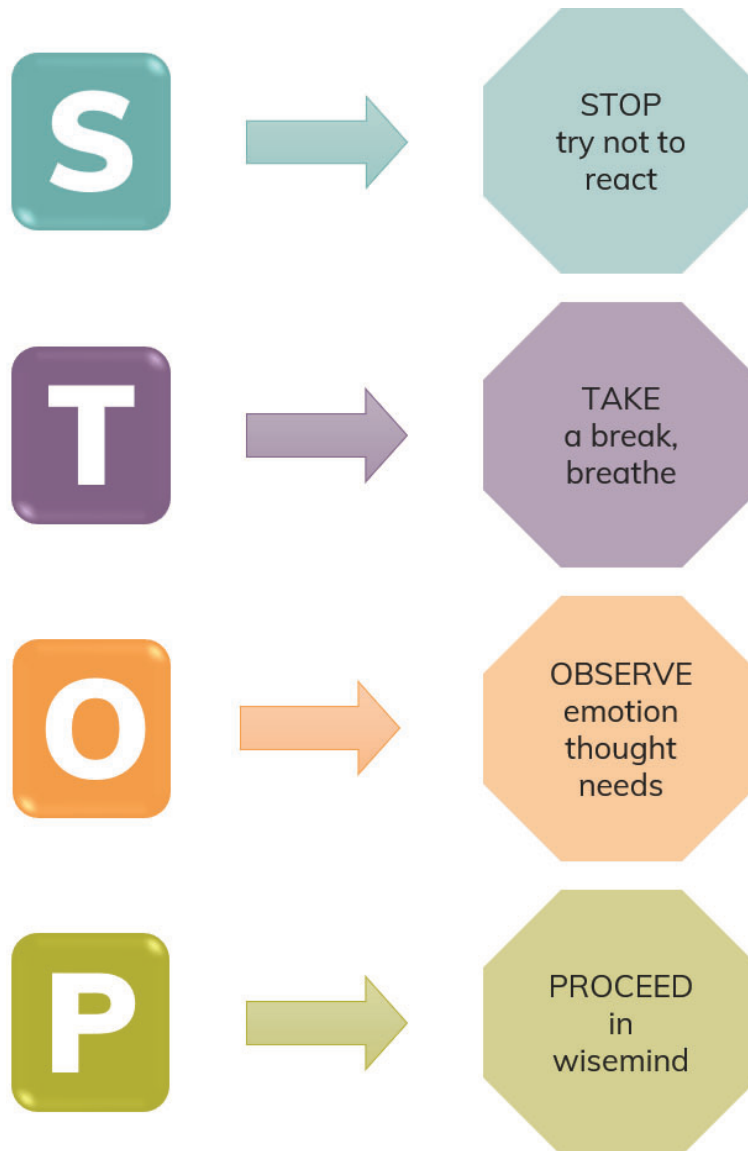 S
STOP
try not to
react
T
TAKE
a break,
breathe
O
OBSERVE
emotion
thought
needs
P
PROCEED
in
wisemind